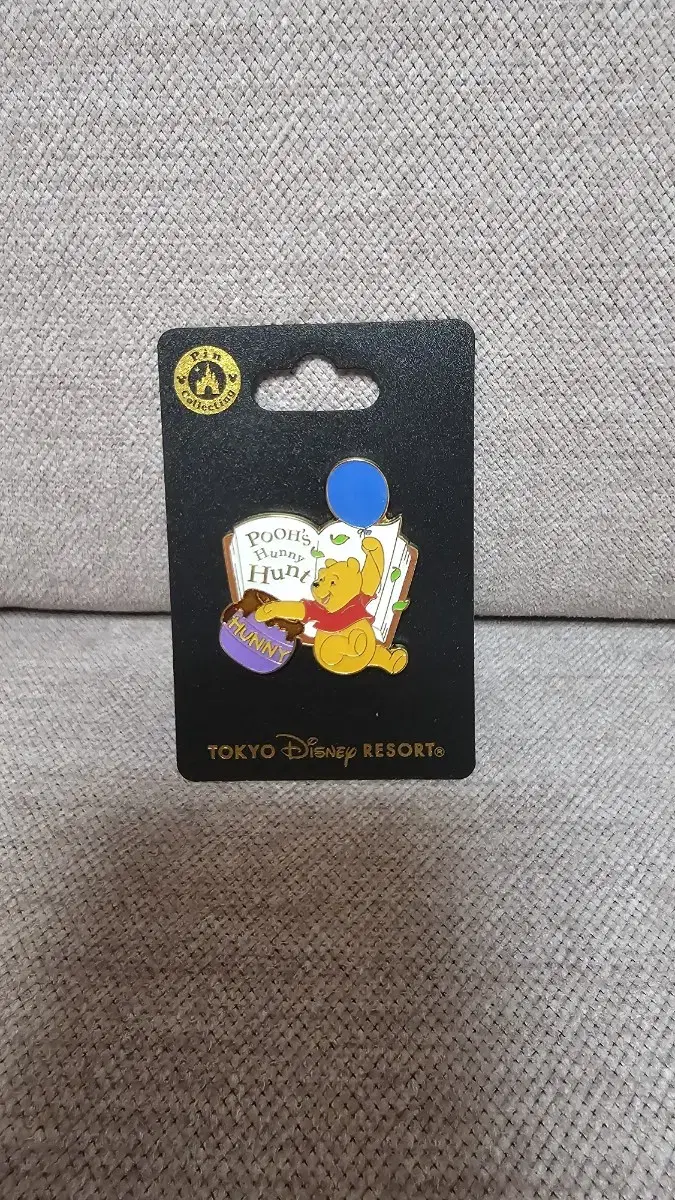 Pin
Collecting
POOH'S
Hunny
Hunt
HUNNY
TOKYO Disney RESORT®